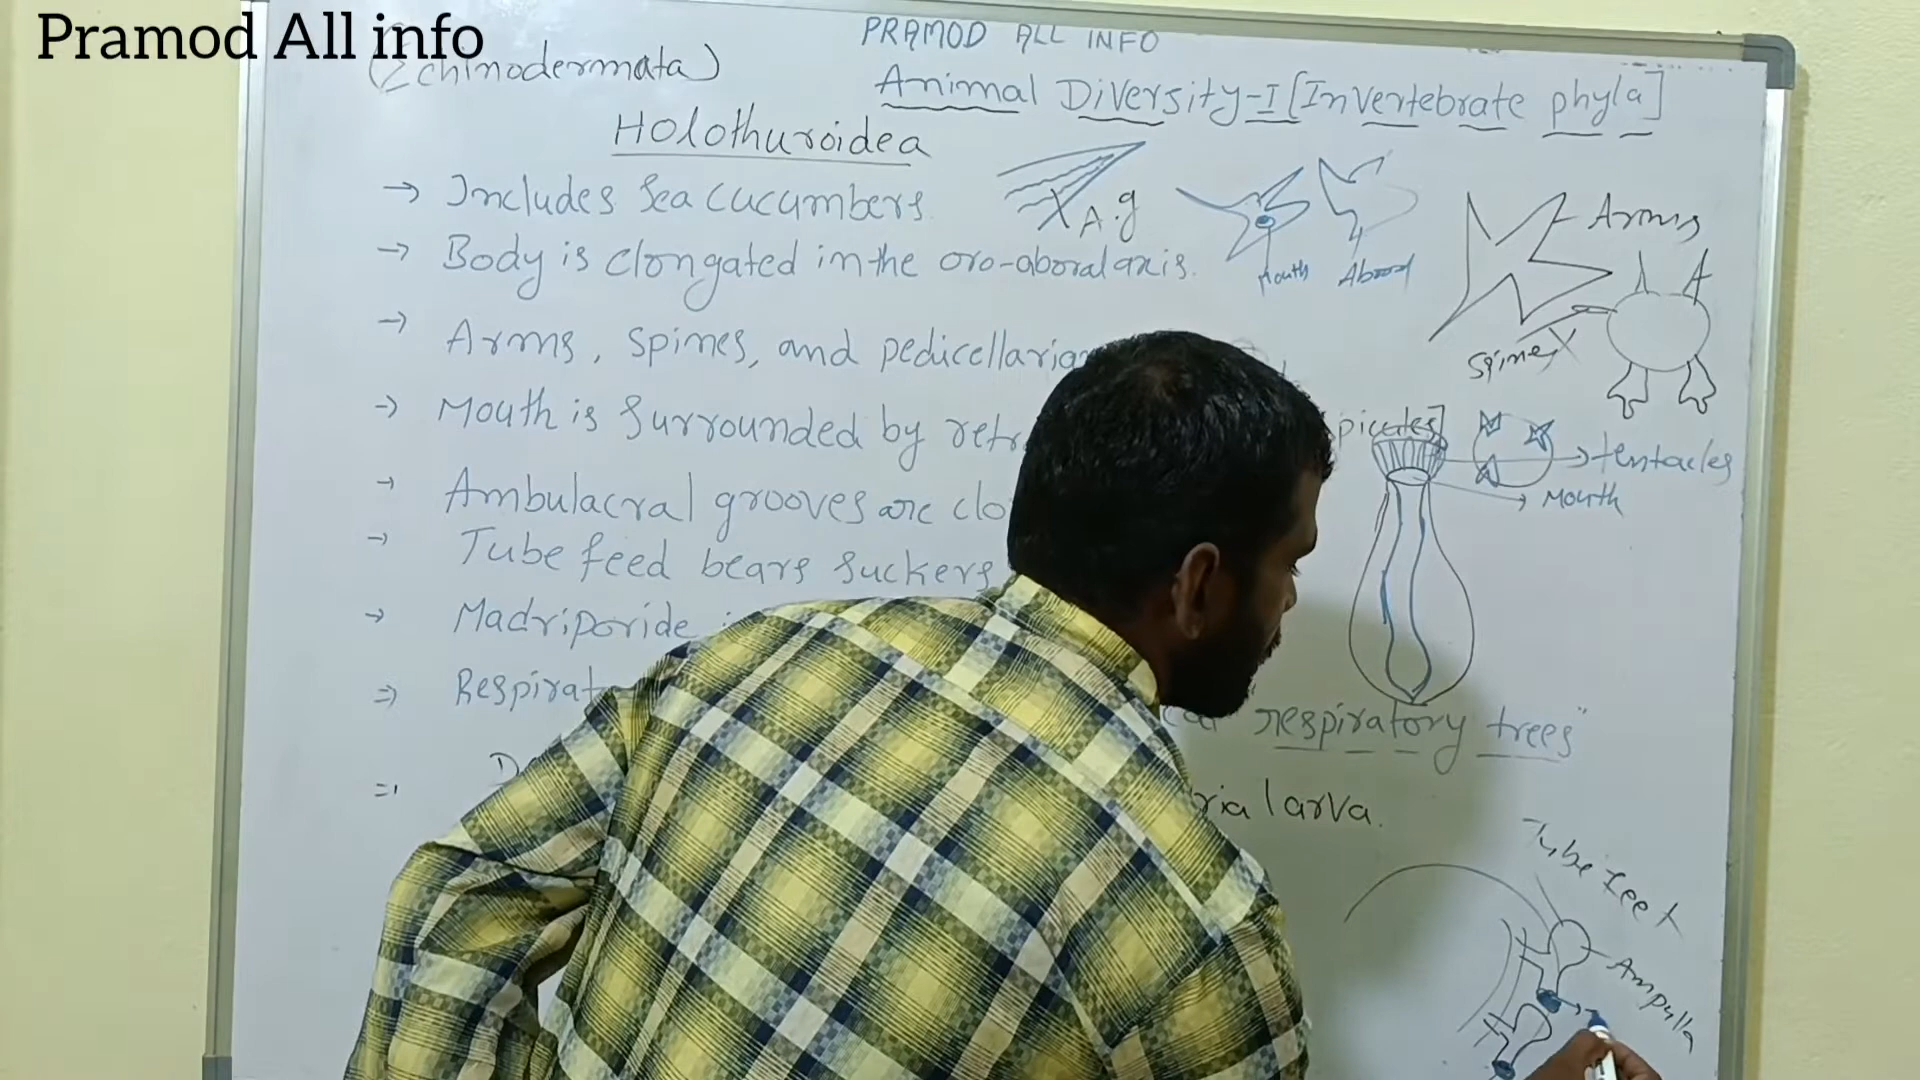 Pramod All info
PRAMOD ALL INFO
(Echinodermata)
Animal Diversity-I [Invertebrate phyla]
Holothuroidea
→ Includes Sea cucumbers.
X A.g
Mouth
Aboral
Arms
→ Body is elongated in the oro-aboral axis.
→ Arms, spines, and pedicellaria
Spines X
→ Mouth is surrounded by retr
picules]
→ tentacles
→ Mouth
→ Ambulacral grooves are clo
→ Tube feed bears suckers
→ Madriporide
⇒ Respirat
respiratory trees"
ria larva.
Tube feet
Ampulla